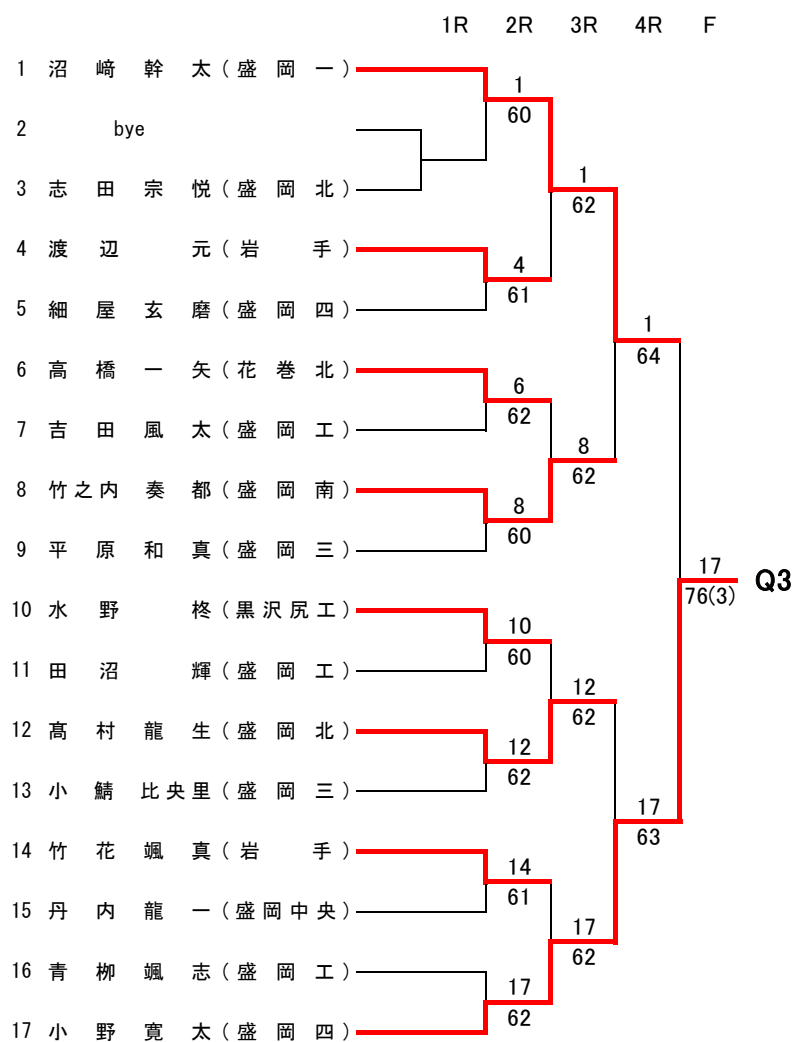 1R 2R 3R 4R F
1 沼﨑幹太(盛岡一)
1
60
2 bye
3 志田宗悦(盛岡北)
1
62
4 渡辺元(岩手)
4
61
5 細屋玄磨(盛岡四)
1
64
6 高橋一矢(花巻北)
6
62
7 吉田風太(盛岡工)
8
62
8 竹之内奏都(盛岡南)
8
60
9 平原和真(盛岡三)
17 Q3
76(3)
10 水野柊(黒沢尻工)
10
60
11 田沼輝(盛岡工)
12
62
12 髙村龍生(盛岡北)
12
62
13 小鯖比央里(盛岡三)
17
63
14 竹花颯真(岩手)
14
61
15 丹内龍一(盛岡中央)
17
62
16 青栁颯志(盛岡工)
17
62
17 小野寛太(盛岡四)